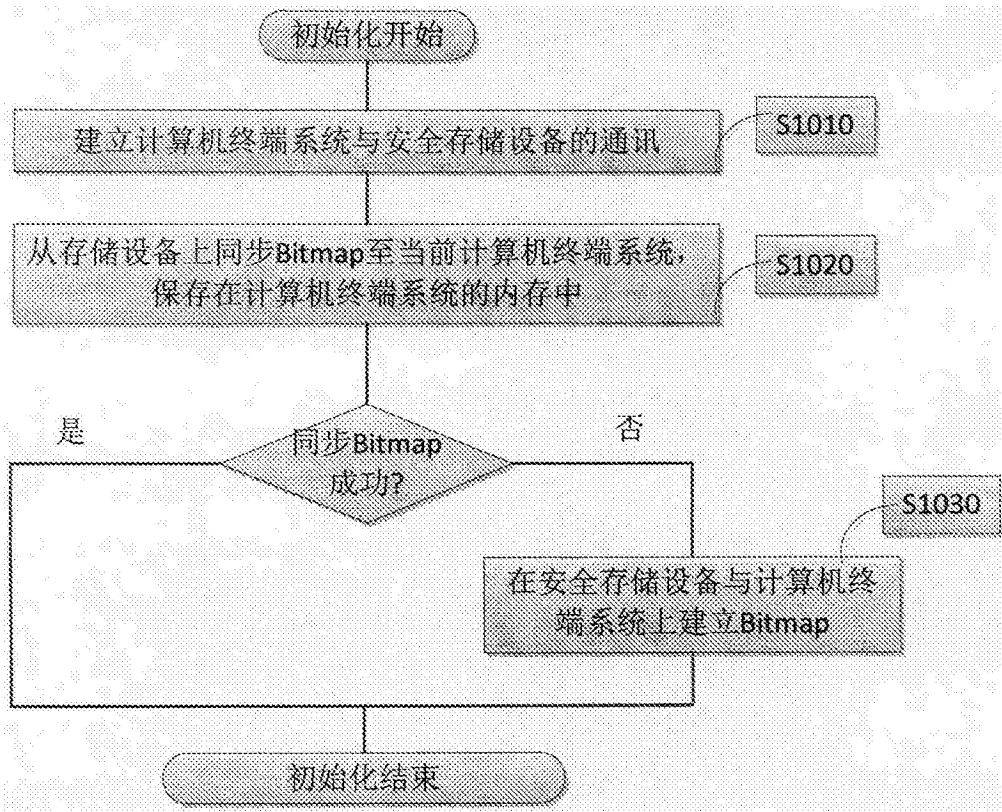 初始化开始
建立计算机终端系统与安全存储设备的通讯
S1010
从存储设备上同步Bitmap至当前计算机终端系统，
保存在计算机终端系统的内存中
S1020
是
同步Bitmap
成功?
否
S1030
在安全存储设备与计算机终
端系统上建立Bitmap
初始化结束